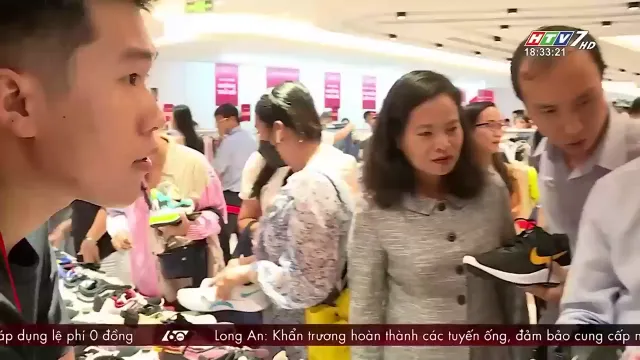 HTV7 HD
18:33:21
áp dụng lệ phí 0 đồng
60
Long An: Khẩn trương hoàn thành các tuyến ống, đảm bảo cung cấp